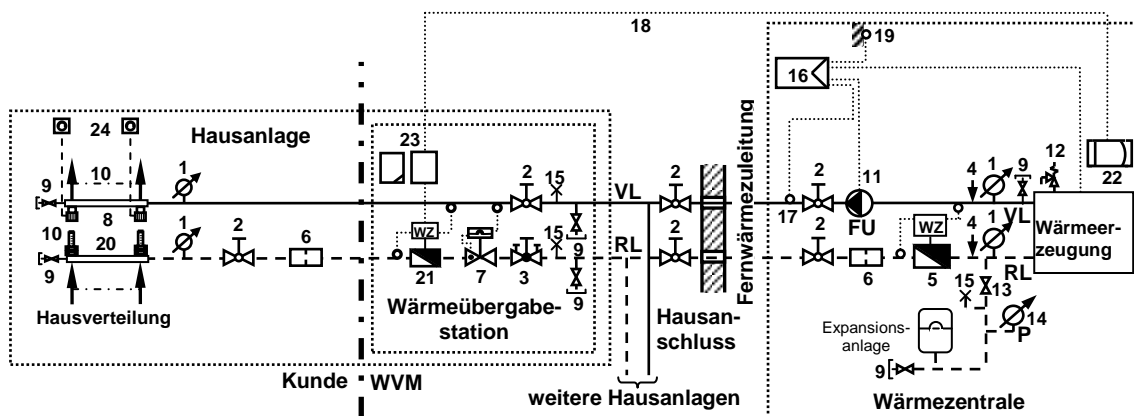 18
19
16
24
Hausanlage
23
12
10
1
2
15
2
11
2
4
1
9
22
9
VL
17
VL
8
FU
Wärmeer-
zeugung
10
20
1
2
6
WZ
15
RL
2
2
WZ
4
1
RL
9
21
7
3
9
6
5
15
13
Hausverteilung
Wärmeübergabe-
station
Hausan-
schluss
Fernwärmezuleitung
Expansions-
anlage
14
P
9
Kunde
WVM
weitere Hausanlagen
Wärmezentrale